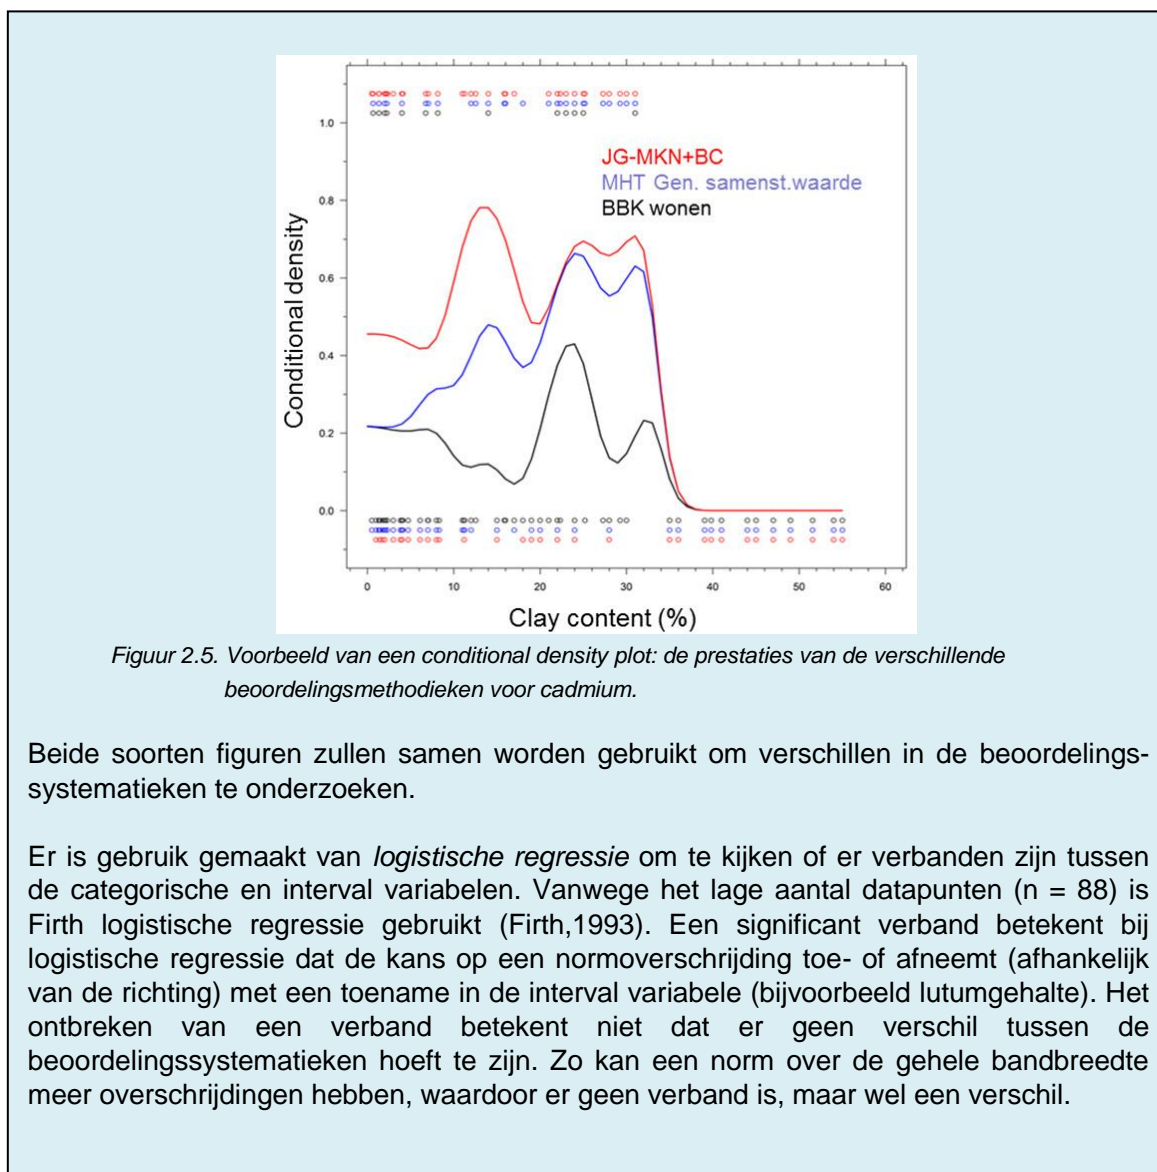 1.0
0.8
0.6
0.4
0.2
0.0
Conditional density
JG-MKN+BC
MHT Gen. samenst.waarde
BBK wonen
0 10 20 30 40 50 60
Clay content (%)
Figuur 2.5. Voorbeeld van een conditional density plot: de prestaties van de verschillende
beoordelingsmethodieken voor cadmium.
Beide soorten figuren zullen samen worden gebruikt om verschillen in de beoordelings-
systematieken te onderzoeken.
Er is gebruik gemaakt van logistische regressie om te kijken of er verbanden zijn tussen
de categorische en interval variabelen. Vanwege het lage aantal datapunten (n = 88) is
Firth logistische regressie gebruikt (Firth,1993). Een significant verband betekent bij
logistische regressie dat de kans op een normoverschrijding toe- of afneemt (afhankelijk
van de richting) met een toename in de interval variabele (bijvoorbeeld lutumgehalte). Het
ontbreken van een verband betekent niet dat er geen verschil tussen de
beoordelingssystematieken hoeft te zijn. Zo kan een norm over de gehele bandbreedte
meer overschrijdingen hebben, waardoor er geen verband is, maar wel een verschil.